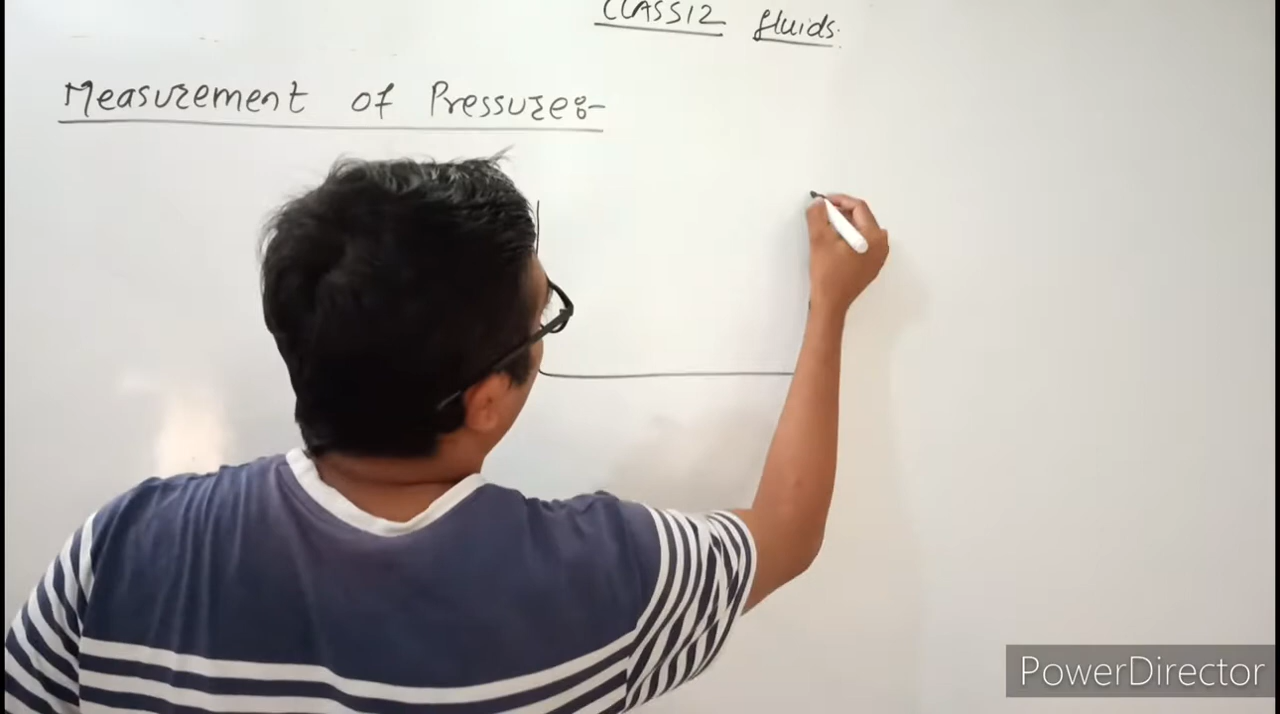 CLASS12 fluids.
Measurement of Pressure:-
PowerDirector